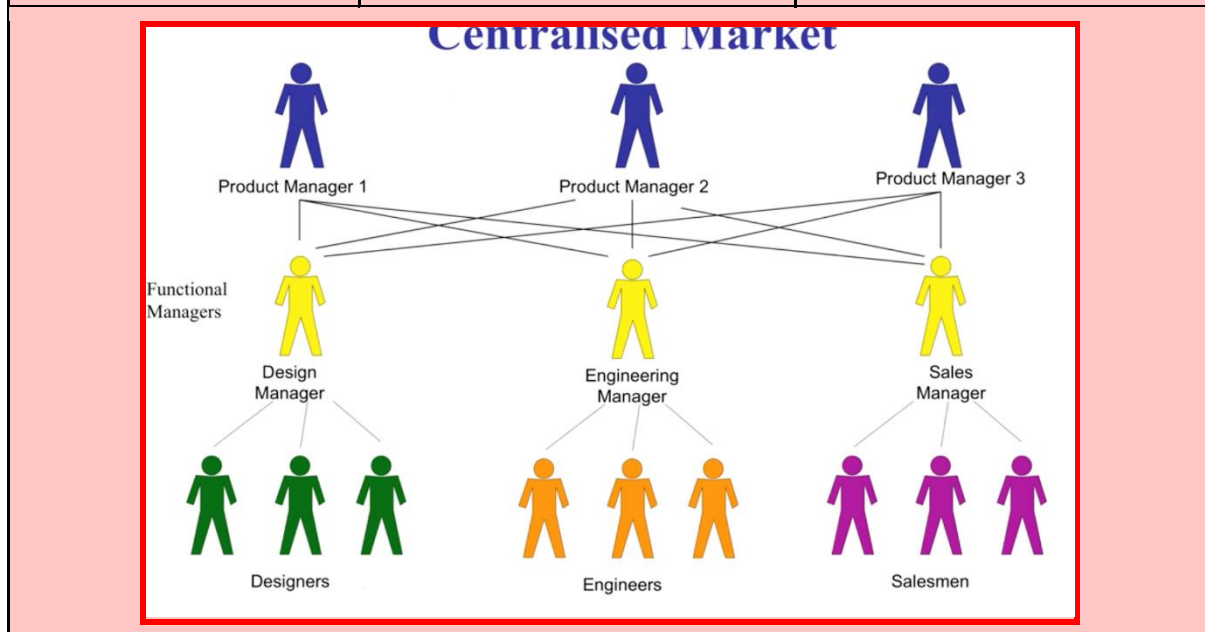 Centralised Market
Product Manager 1
Product Manager 2
Product Manager 3
Functional
Managers
Design
Manager
Engineering
Manager
Sales
Manager
Designers
Engineers
Salesmen